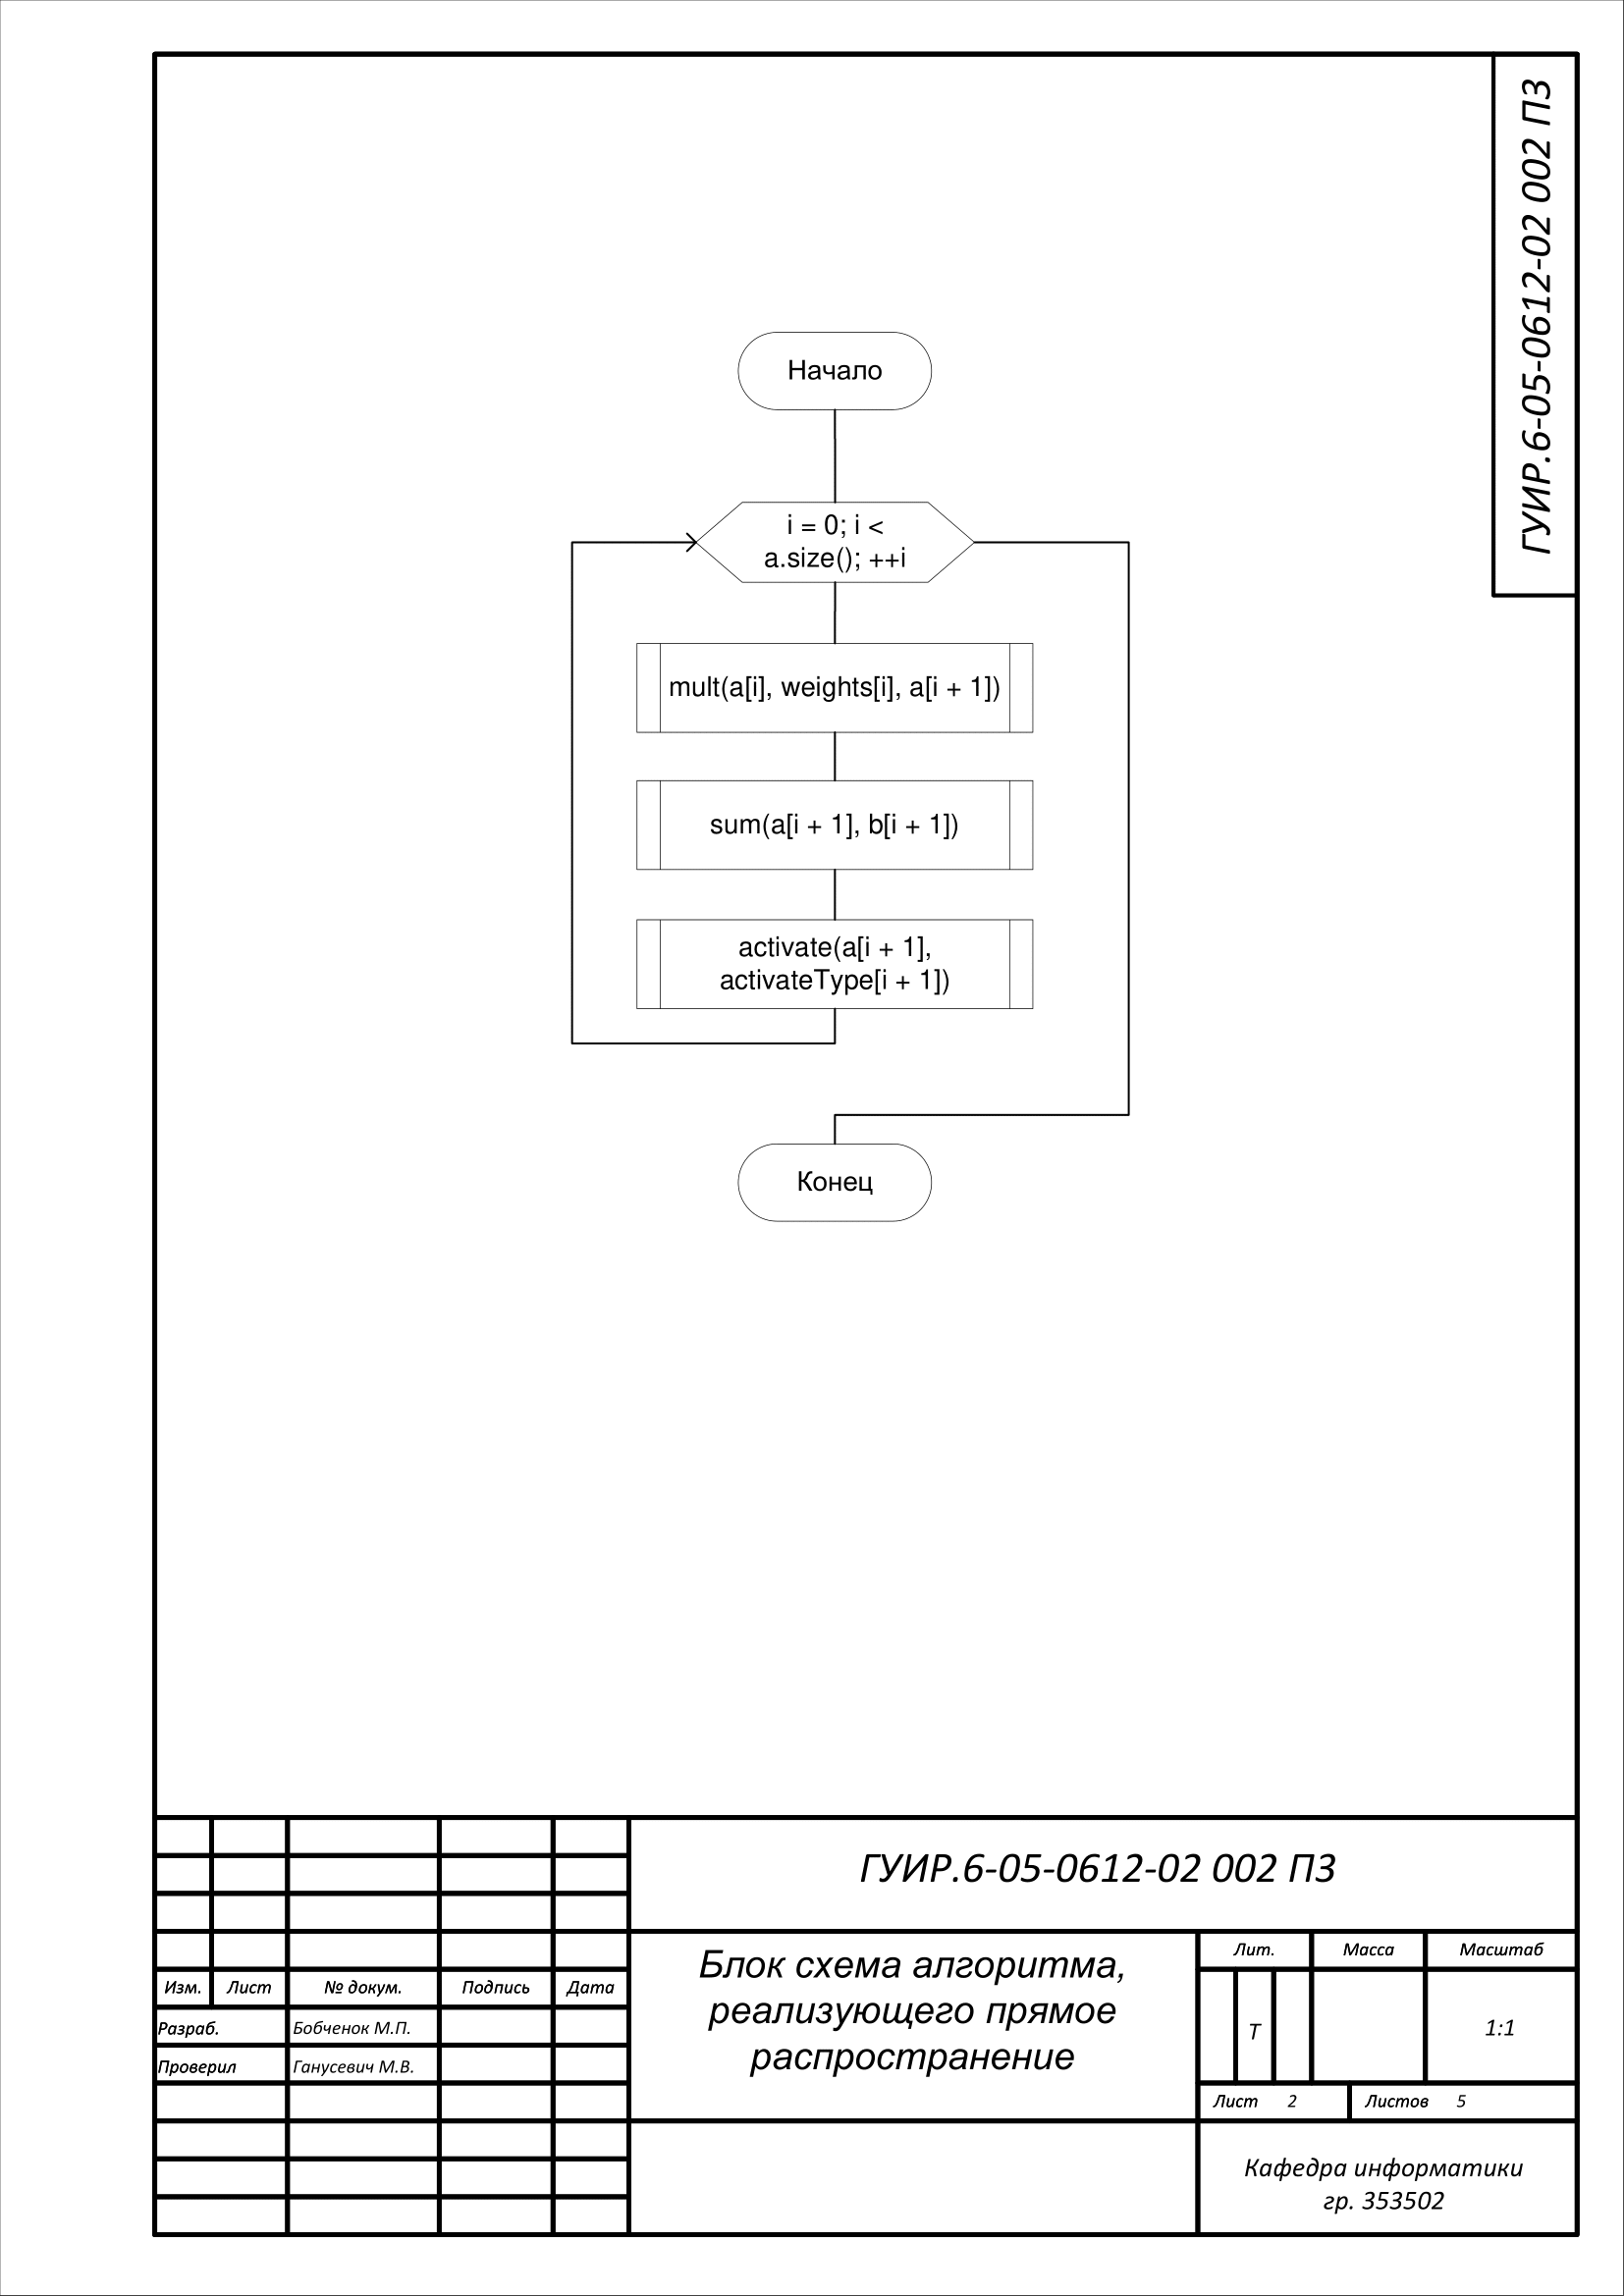 ГУИР.6-05-0612-02 002 ПЗ
Начало
i = 0; i <
a.size(); ++i
mult(a[i], weights[i], a[i + 1])
sum(a[i + 1], b[i + 1])
activate(a[i + 1],
activateType[i + 1])
Конец
ГУИР.6-05-0612-02 002 ПЗ
Блок схема алгоритма,
реализующего прямое
распространение
Лит. Масса Масштаб
Т 1:1
Лист 2 Листов 5
Изм. Лист № докум. Подпись Дата
Разраб. Бобченок М.П.
Проверил Ганусевич М.В.
Кафедра информатики
гр. 353502